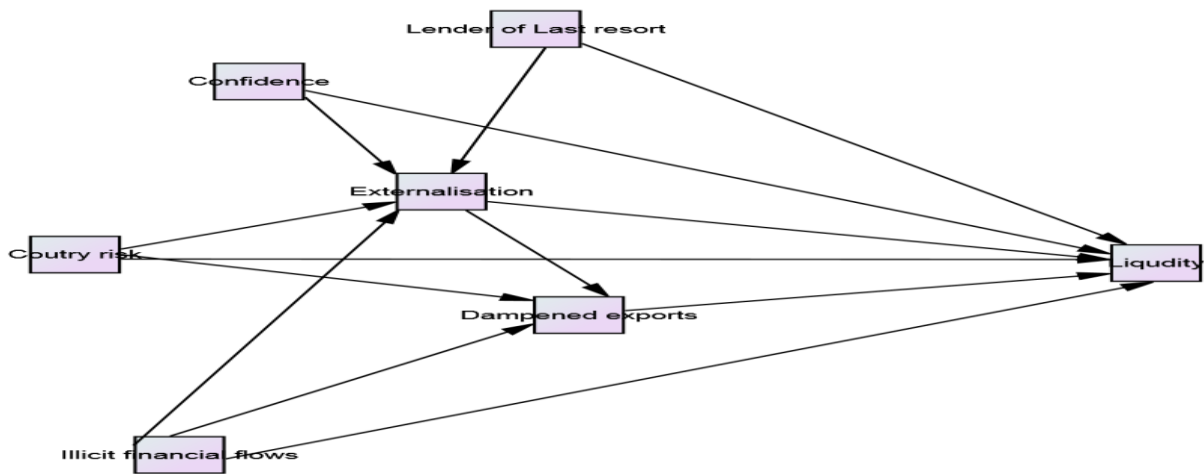 Lender of Last resort
Confidence
Externalisation
Coutry risk
Liqudity
Dampened exports
Illicit financial flows